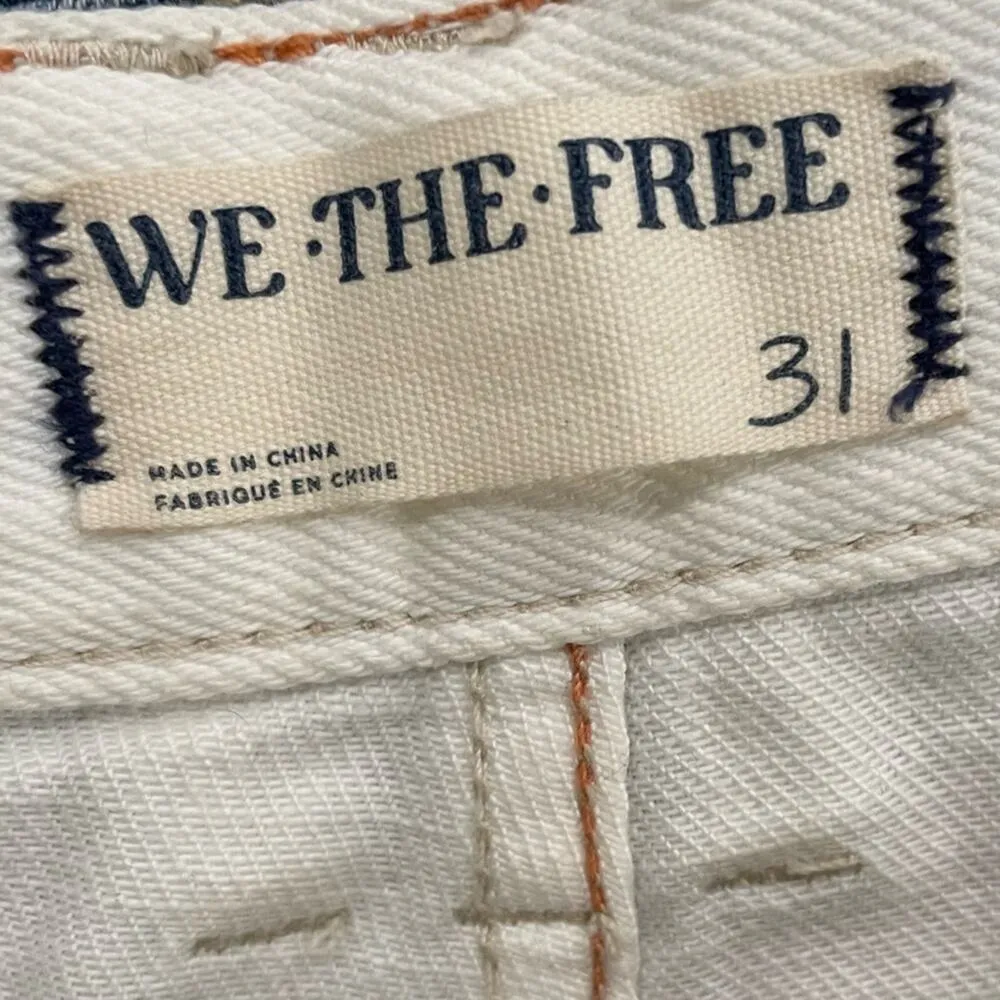 WE·THE·FREE
31
MADE IN CHINA
FABRIQUÉ EN CHINE